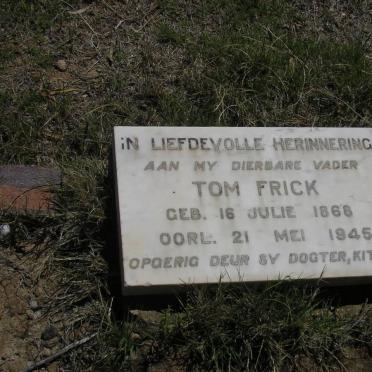 IN LIEFDEVOLLE HERINNERING
AAN MY DIERBARE VADER
TOM FRICK
GEB. 16 JULIE 1868
OORL. 21 MEI 1945
OPGERIG DEUR SY DOGTER, KIT